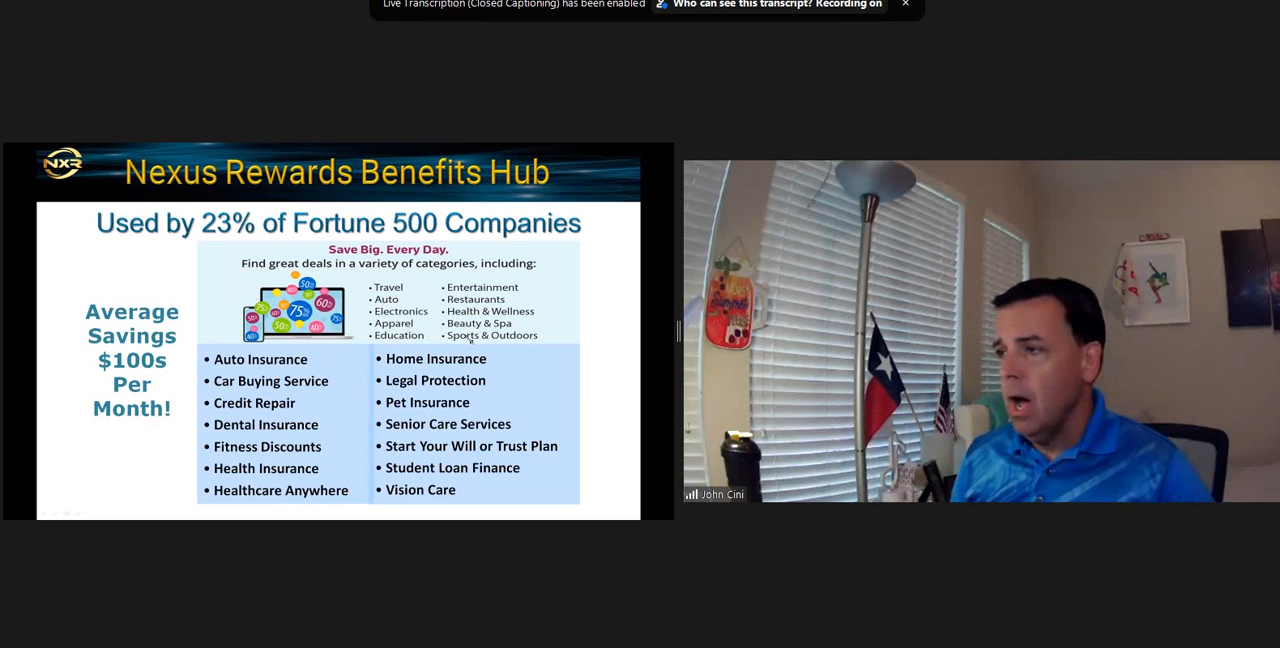 Live Transcription (Closed Captioning) has been enabled
Who can see this transcript? Recording on
NXR
Nexus Rewards Benefits Hub
Used by 23% of Fortune 500 Companies
Save Big. Every Day.
Find great deals in a variety of categories, including:
• Travel
• Auto
• Electronics
• Apparel
• Education
• Entertainment
• Restaurants
• Health & Wellness
• Beauty & Spa
• Sports & Outdoors
50%
60%
75%
50%
Average
Savings
$100s
Per
Month!
• Auto Insurance
• Car Buying Service
• Credit Repair
• Dental Insurance
• Fitness Discounts
• Health Insurance
• Healthcare Anywhere
• Home Insurance
• Legal Protection
• Pet Insurance
• Senior Care Services
• Start Your Will or Trust Plan
• Student Loan Finance
• Vision Care
John Cini